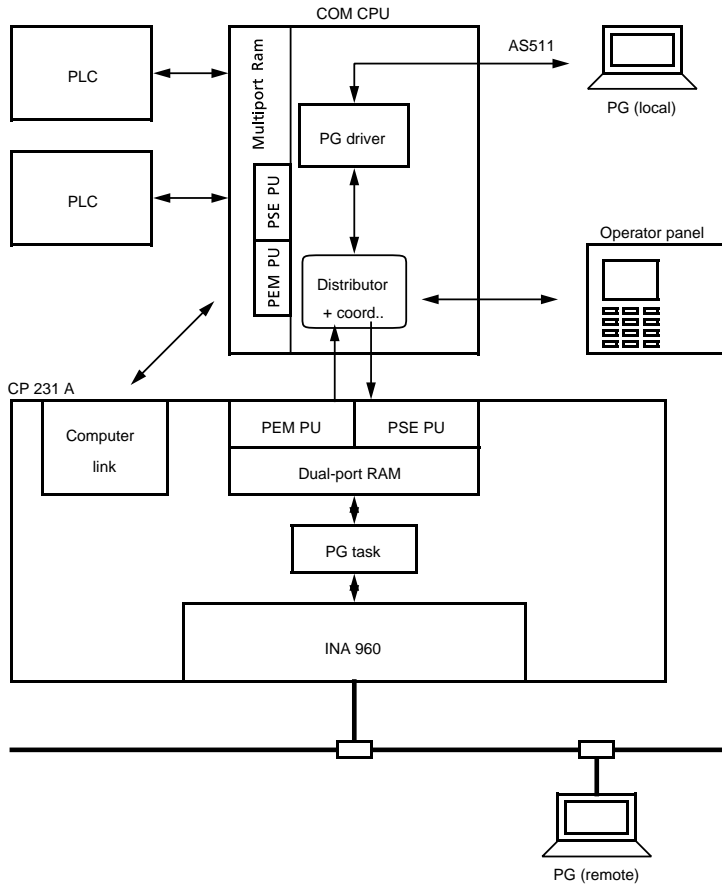 COM CPU
AS511
PLC
Multiport Ram
PG driver
PG (local)
PLC
PSE PU
PEM PU
Operator panel
Distributor
+ coord..
CP 231 A
Computer
link
PEM PU
PSE PU
Dual-port RAM
PG task
INA 960
PG (remote)